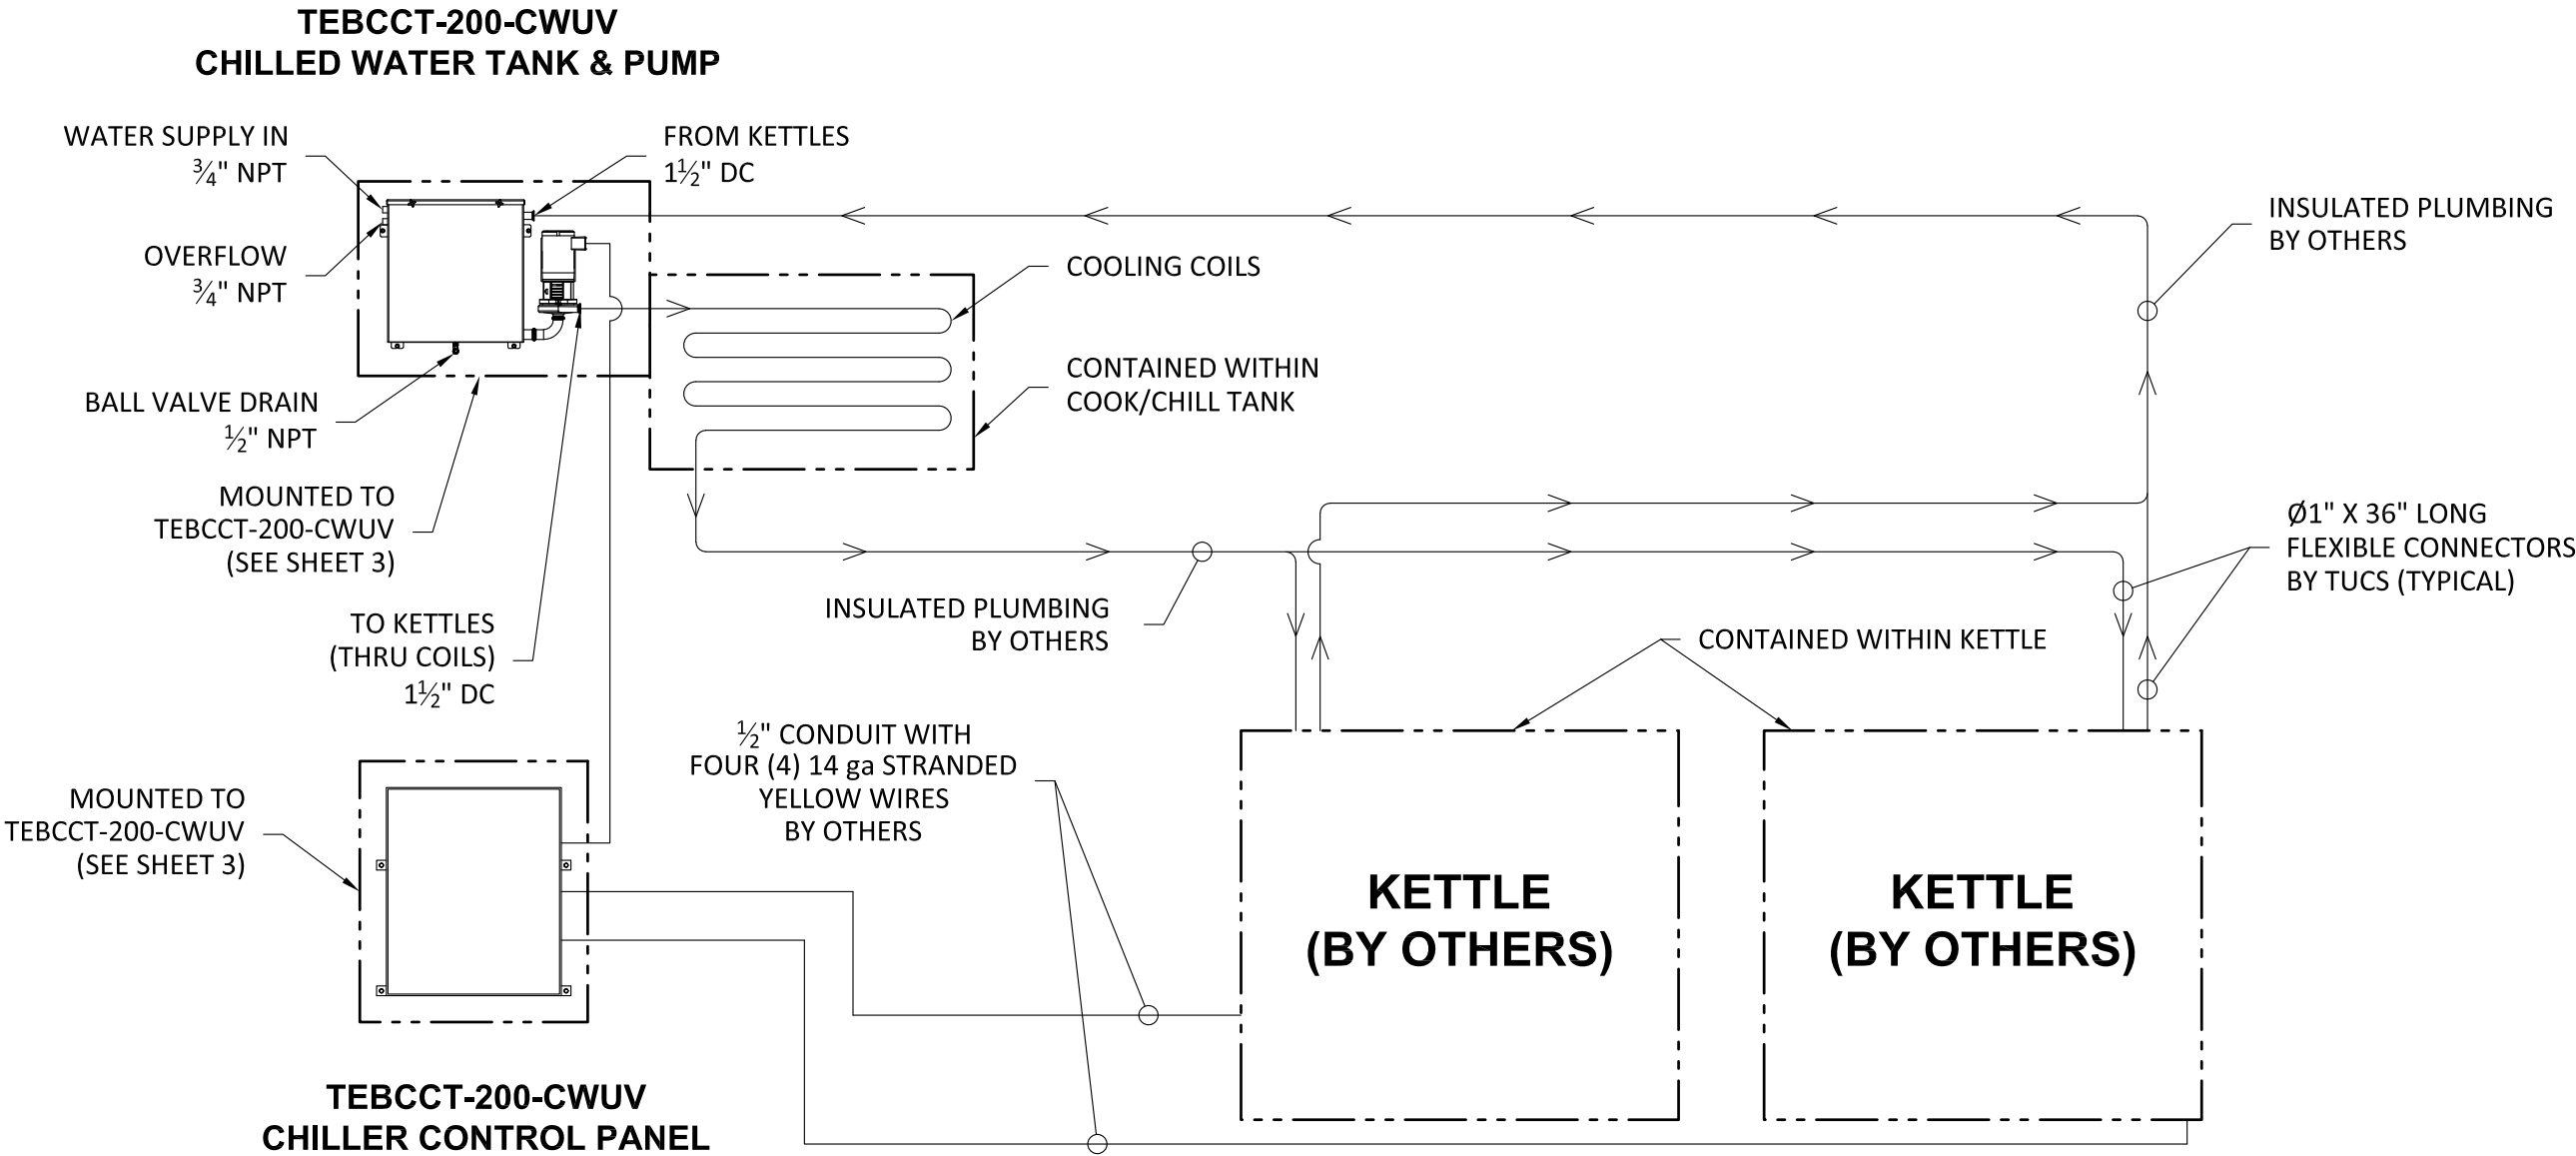 TEBCCT-200-CWUV
CHILLED WATER TANK & PUMP
WATER SUPPLY IN
¾" NPT
FROM KETTLES
1½" DC
OVERFLOW
¾" NPT
COOLING COILS
INSULATED PLUMBING
BY OTHERS
BALL VALVE DRAIN
½" NPT
CONTAINED WITHIN
COOK/CHILL TANK
MOUNTED TO
TEBCCT-200-CWUV
(SEE SHEET 3)
Ø1" X 36" LONG
FLEXIBLE CONNECTORS
BY TUCS (TYPICAL)
TO KETTLES
(THRU COILS)
1½" DC
INSULATED PLUMBING
BY OTHERS
CONTAINED WITHIN KETTLE
½" CONDUIT WITH
FOUR (4) 14 ga STRANDED
YELLOW WIRES
BY OTHERS
MOUNTED TO
TEBCCT-200-CWUV
(SEE SHEET 3)
KETTLE
(BY OTHERS)
KETTLE
(BY OTHERS)
TEBCCT-200-CWUV
CHILLER CONTROL PANEL